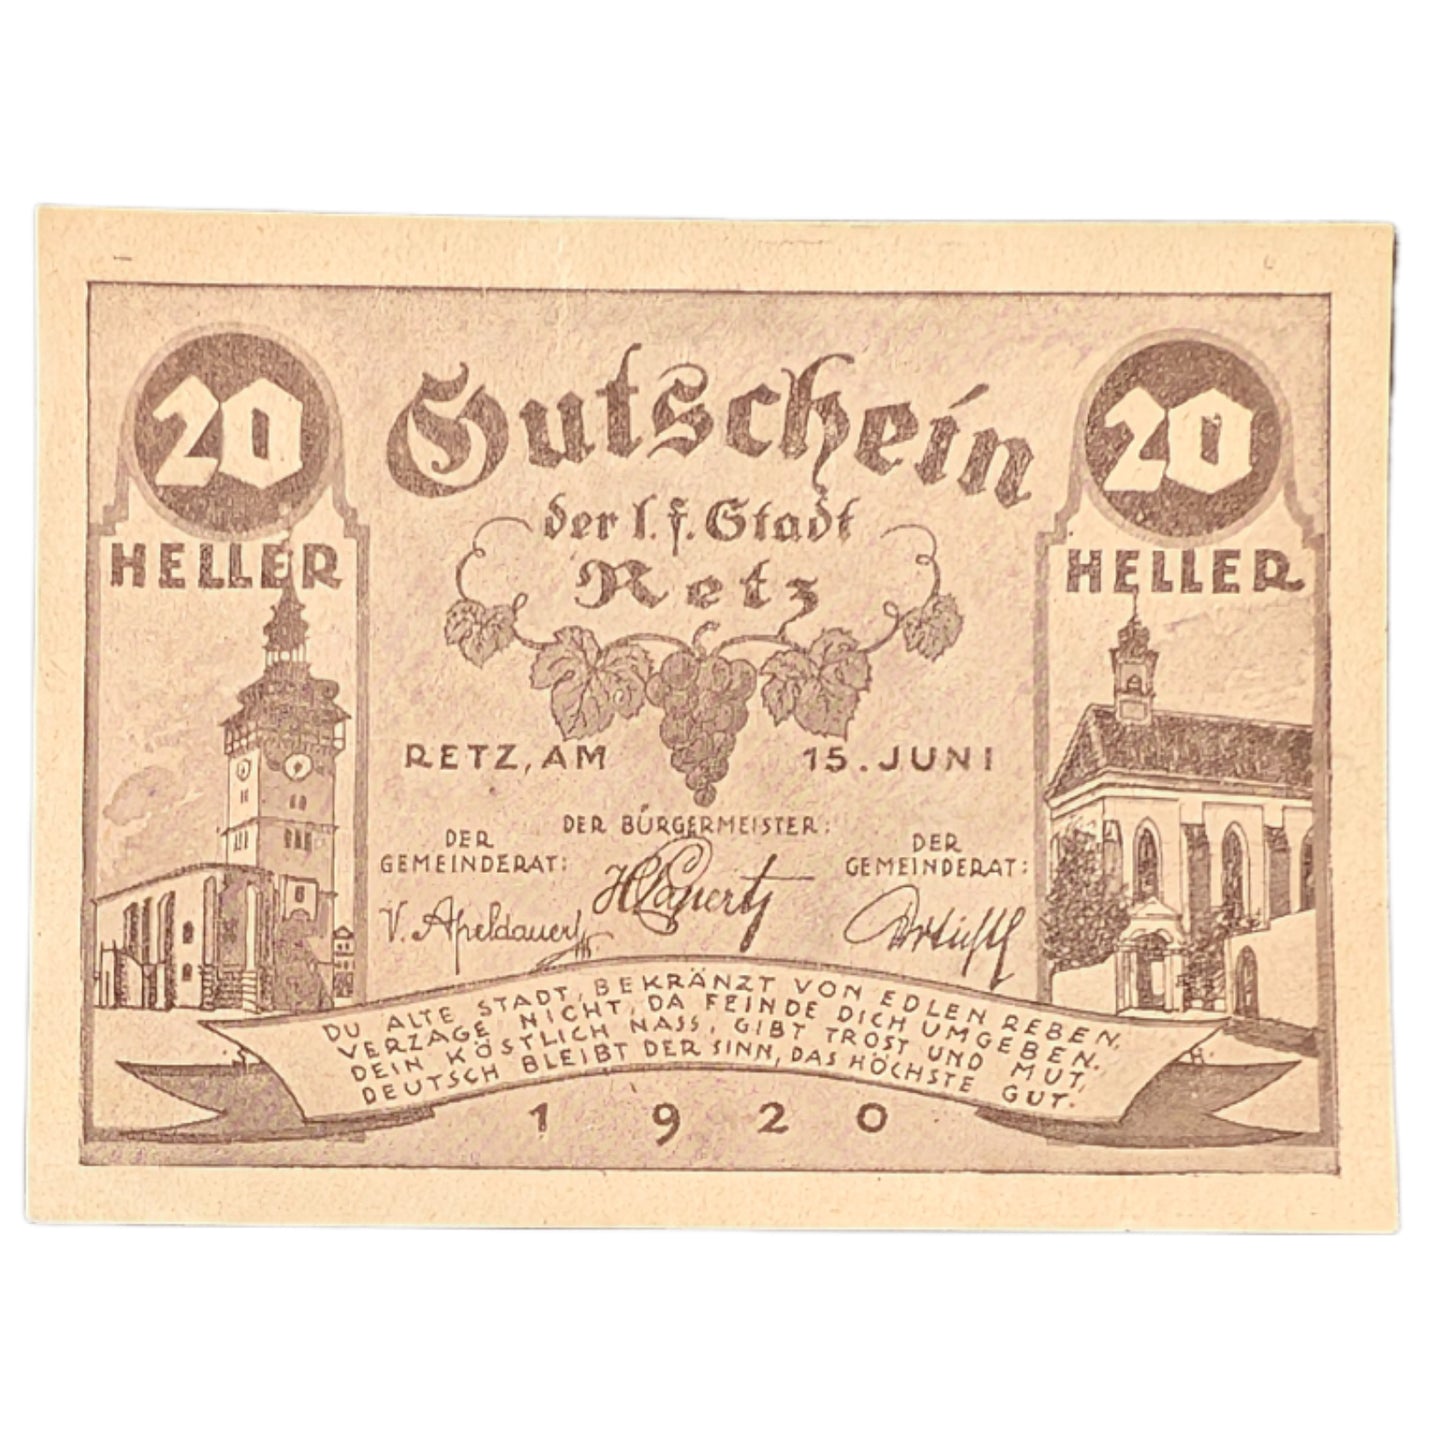 20
HELLER
Gutschein
der l. f. Stadt
Retz
20
HELLER
RETZ, AM 15. JUNI
DER BÜRGERMEISTER:
DER
GEMEINDERAT:
DER
GEMEINDERAT:
V. Apeldauer
DU ALTE STADT, BEKRÄNZT VON EDLEN REBEN,
VERZAGE NICHT, DA FEINDE DICH UMGEBEN.
DEIN KÖSTLICH NASS, GIBT TROST UND MUT,
DEUTSCH BLEIBT DER SINN, DAS HÖCHSTE GUT.
1920